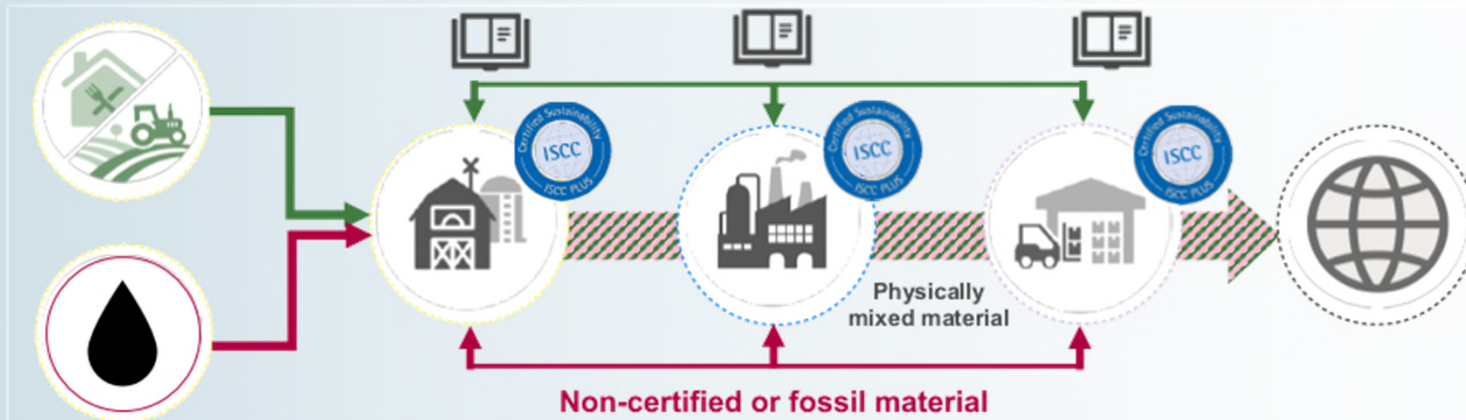 Certified Sustainability
ISCC
ISCC PLUS
Certified Sustainability
ISCC
ISCC PLUS
Certified Sustainability
ISCC
ISCC PLUS
Physically
mixed material
Non-certified or fossil material